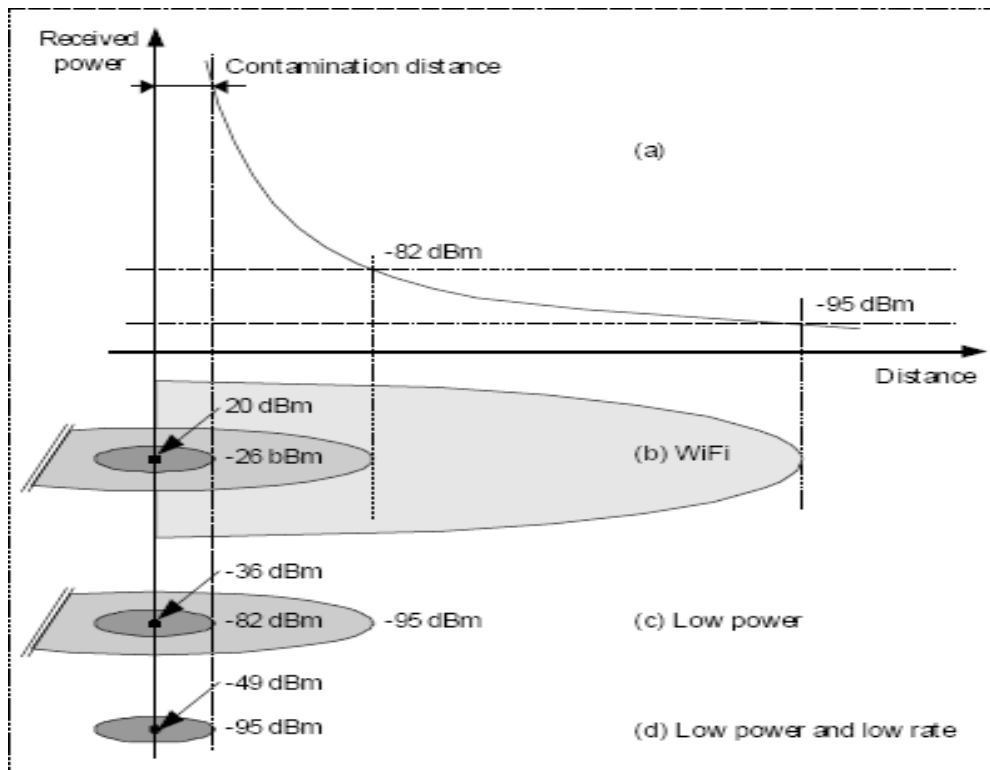 Received
power
Contamination distance
(a)
-82 dBm
-95 dBm
Distance
20 dBm
-26 bBm
(b) WiFi
-36 dBm
-82 dBm
-95 dBm
(c) Low power
-49 dBm
-95 dBm
(d) Low power and low rate